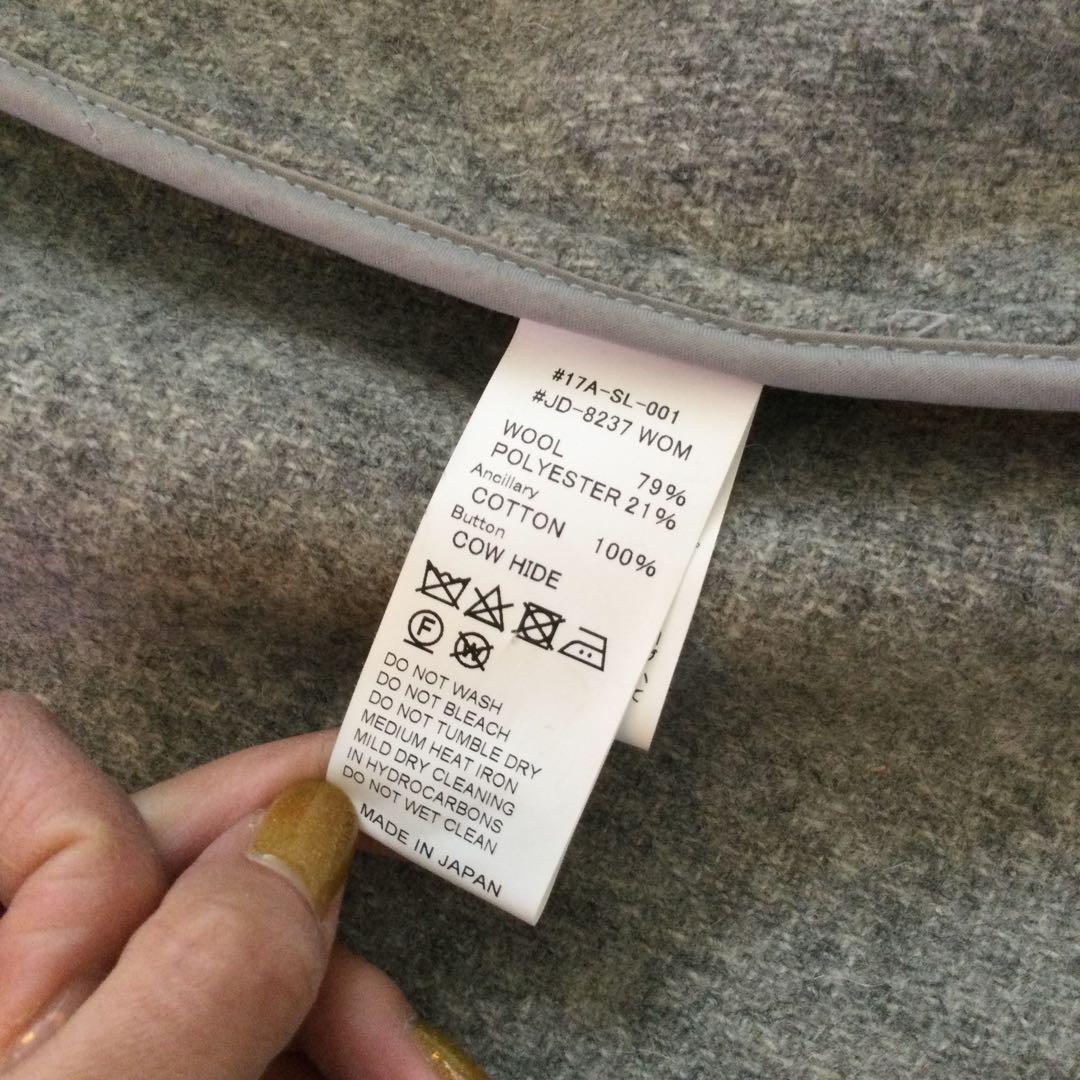 #17A-SL-001
#JD-8237 WOM
WOOL 79%
POLYESTER 21%
Ancillary
COTTON 100%
Button
COW HIDE
F
W
DO NOT WASH
DO NOT BLEACH
DO NOT TUMBLE DRY
MEDIUM HEAT IRON
MILD DRY CLEANING
IN HYDROCARBONS
DO NOT WET CLEAN
MADE IN JAPAN